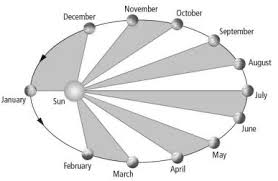 November
December
October
September
August
January
Sun
July
June
February
May
March
April